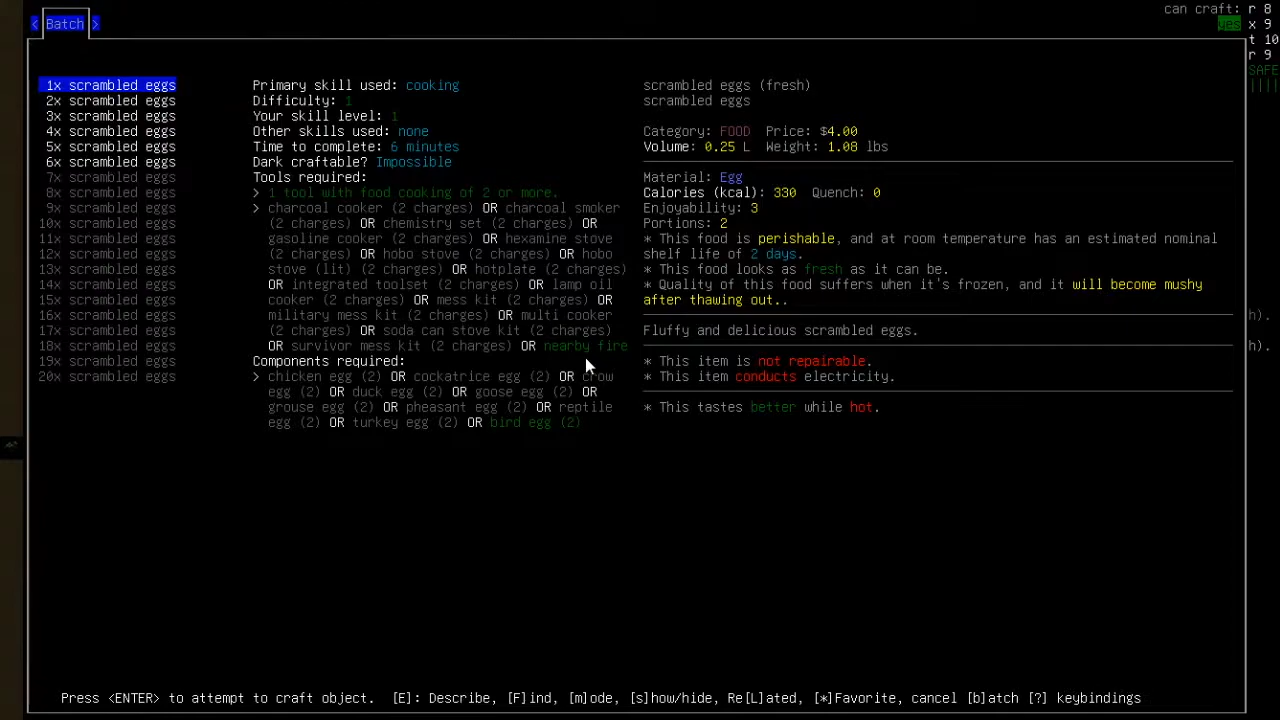 can craft: r 8
< Batch > yes x 9
t 10
r 9
SAFE
1x scrambled eggs
2x scrambled eggs
3x scrambled eggs
4x scrambled eggs
5x scrambled eggs
6x scrambled eggs
7x scrambled eggs
8x scrambled eggs
9x scrambled eggs
10x scrambled eggs
11x scrambled eggs
12x scrambled eggs
13x scrambled eggs
14x scrambled eggs
15x scrambled eggs
16x scrambled eggs
17x scrambled eggs
18x scrambled eggs
19x scrambled eggs
20x scrambled eggs
Primary skill used: cooking
Difficulty: 1
Your skill level: 1
Other skills used: none
Time to complete: 6 minutes
Dark craftable? Impossible
Tools required:
> 1 tool with food cooking of 2 or more.
> charcoal cooker (2 charges) OR charcoal smoker
(2 charges) OR chemistry set (2 charges) OR
gasoline cooker (2 charges) OR hexamine stove
(2 charges) OR hobo stove (2 charges) OR hobo
stove (lit) (2 charges) OR hotplate (2 charges)
OR integrated toolset (2 charges) OR lamp oil
cooker (2 charges) OR mess kit (2 charges) OR
military mess kit (2 charges) OR multi cooker
(2 charges) OR soda can stove kit (2 charges)
OR survivor mess kit (2 charges) OR nearby fire
Components required:
> chicken egg (2) OR cockatrice egg (2) OR crow
egg (2) OR duck egg (2) OR goose egg (2) OR
grouse egg (2) OR pheasant egg (2) OR reptile
egg (2) OR turkey egg (2) OR bird egg (2)
scrambled eggs (fresh)
scrambled eggs
Category: FOOD Price: $4.00
Volume: 0.25 L Weight: 1.08 lbs
Material: Egg
Calories (kcal): 330 Quench: 0
Enjoyability: 3
Portions: 2
* This food is perishable, and at room temperature has an estimated nominal
shelf life of 2 days.
* This food looks as fresh as it can be.
* Quality of this food suffers when it's frozen, and it will become mushy
after thawing out..
Fluffy and delicious scrambled eggs.
* This item is not repairable.
* This item conducts electricity.
* This tastes better while hot.
h).
h).
Press <ENTER> to attempt to craft object. [E]: Describe, [F]ind, [m]ode, [s]how/hide, Re[L]ated, [*]Favorite, cancel [b]atch [?] keybindings